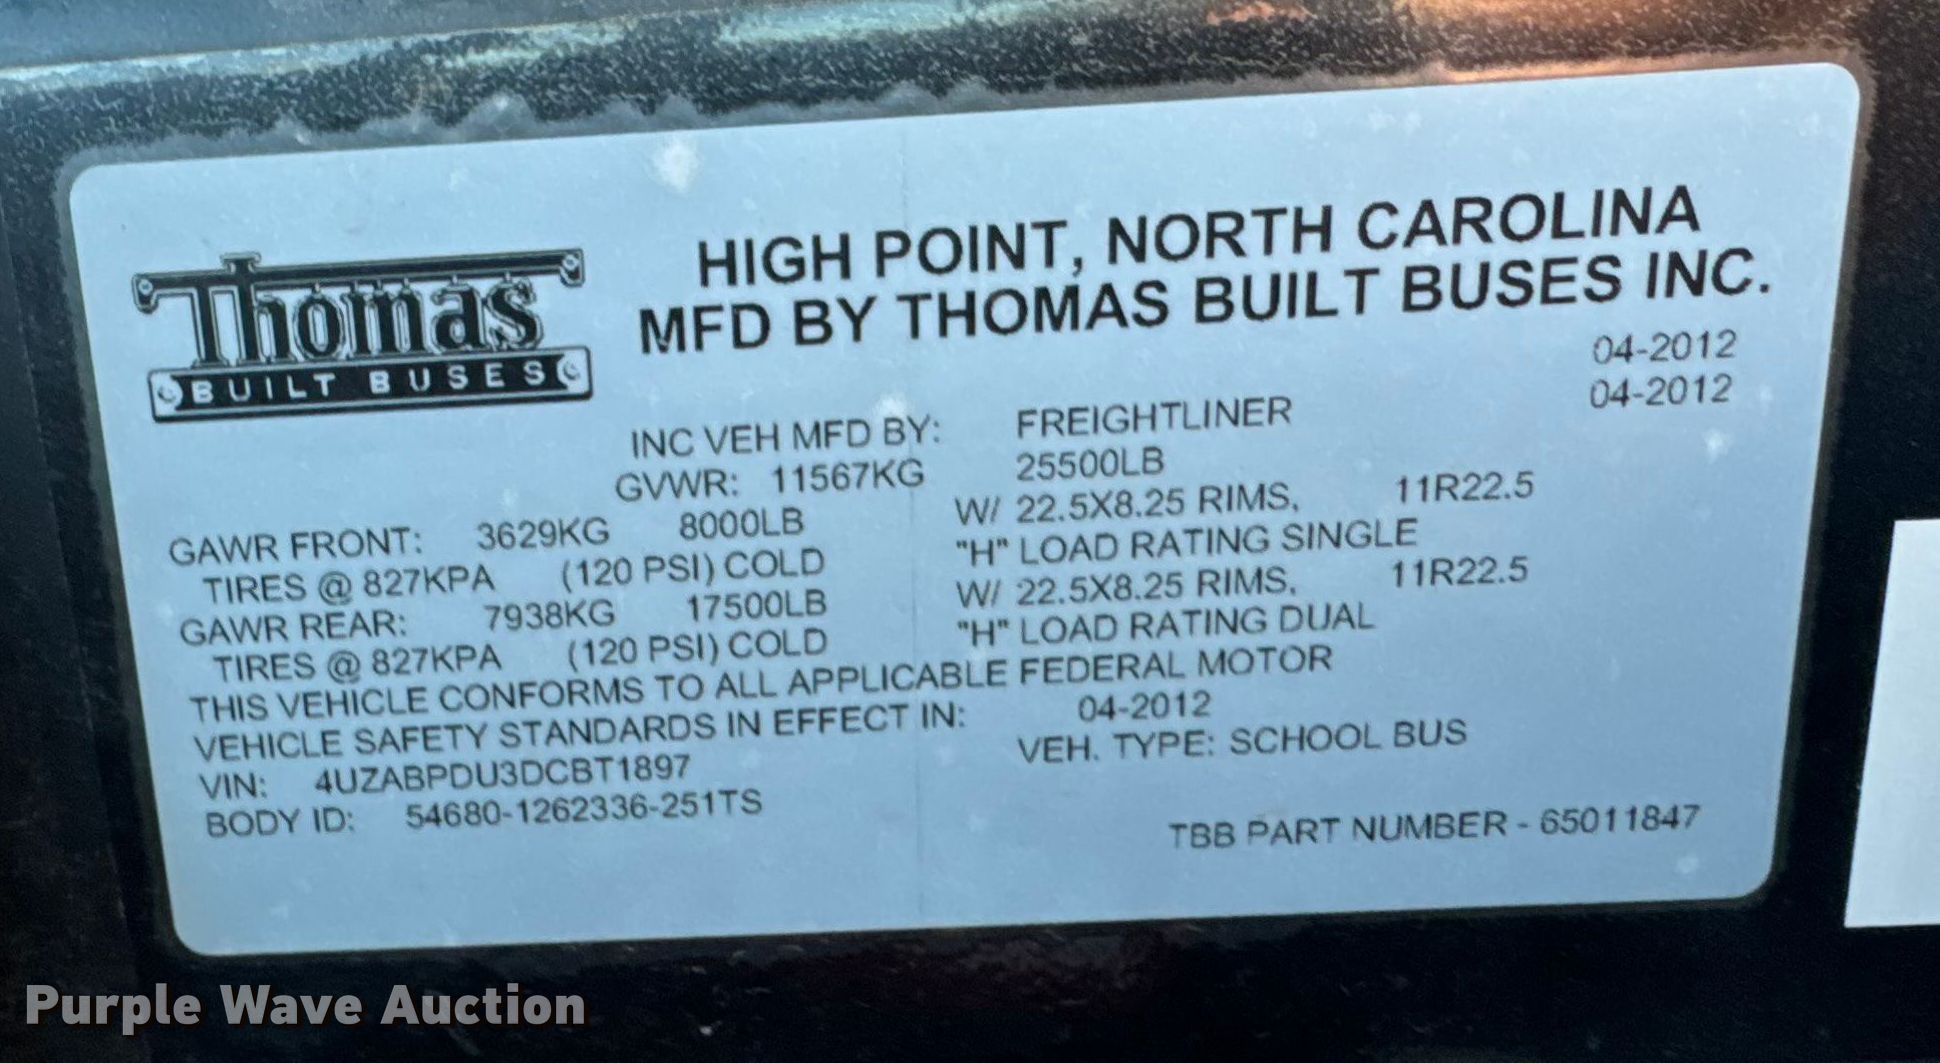 Thomas
BUILT BUSES
HIGH POINT, NORTH CAROLINA
MFD BY THOMAS BUILT BUSES INC.
04-2012
INC VEH MFD BY: FREIGHTLINER 04-2012
GVWR: 11567KG 25500LB
GAWR FRONT: 3629KG 8000LB W/ 22.5X8.25 RIMS, 11R22.5
TIRES @ 827KPA (120 PSI) COLD "H" LOAD RATING SINGLE
GAWR REAR: 7938KG 17500LB W/ 22.5X8.25 RIMS, 11R22.5
TIRES @ 827KPA (120 PSI) COLD "H" LOAD RATING DUAL
THIS VEHICLE CONFORMS TO ALL APPLICABLE FEDERAL MOTOR
VEHICLE SAFETY STANDARDS IN EFFECT IN: 04-2012
VIN: 4UZABPDU3DCBT1897 VEH. TYPE: SCHOOL BUS
BODY ID: 54680-1262336-251TS
TBB PART NUMBER - 65011847
Purple Wave Auction